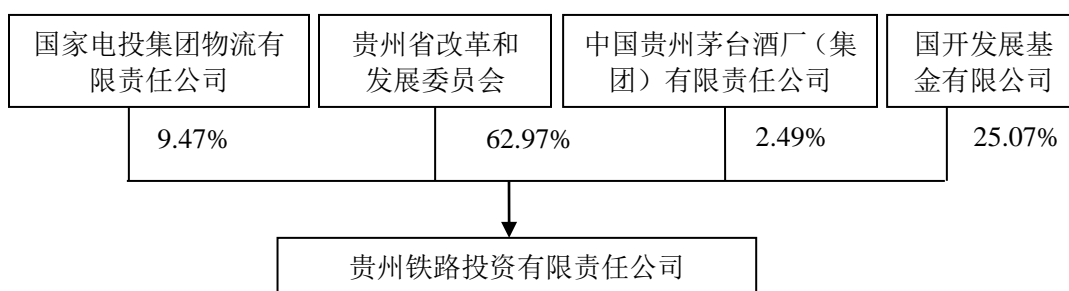 国家电投集团物流有
限责任公司
贵州省改革和
发展委员会
中国贵州茅台酒厂（集
团）有限责任公司
国开发展基
金有限公司
9.47%
62.97%
2.49%
25.07%
贵州铁路投资有限责任公司